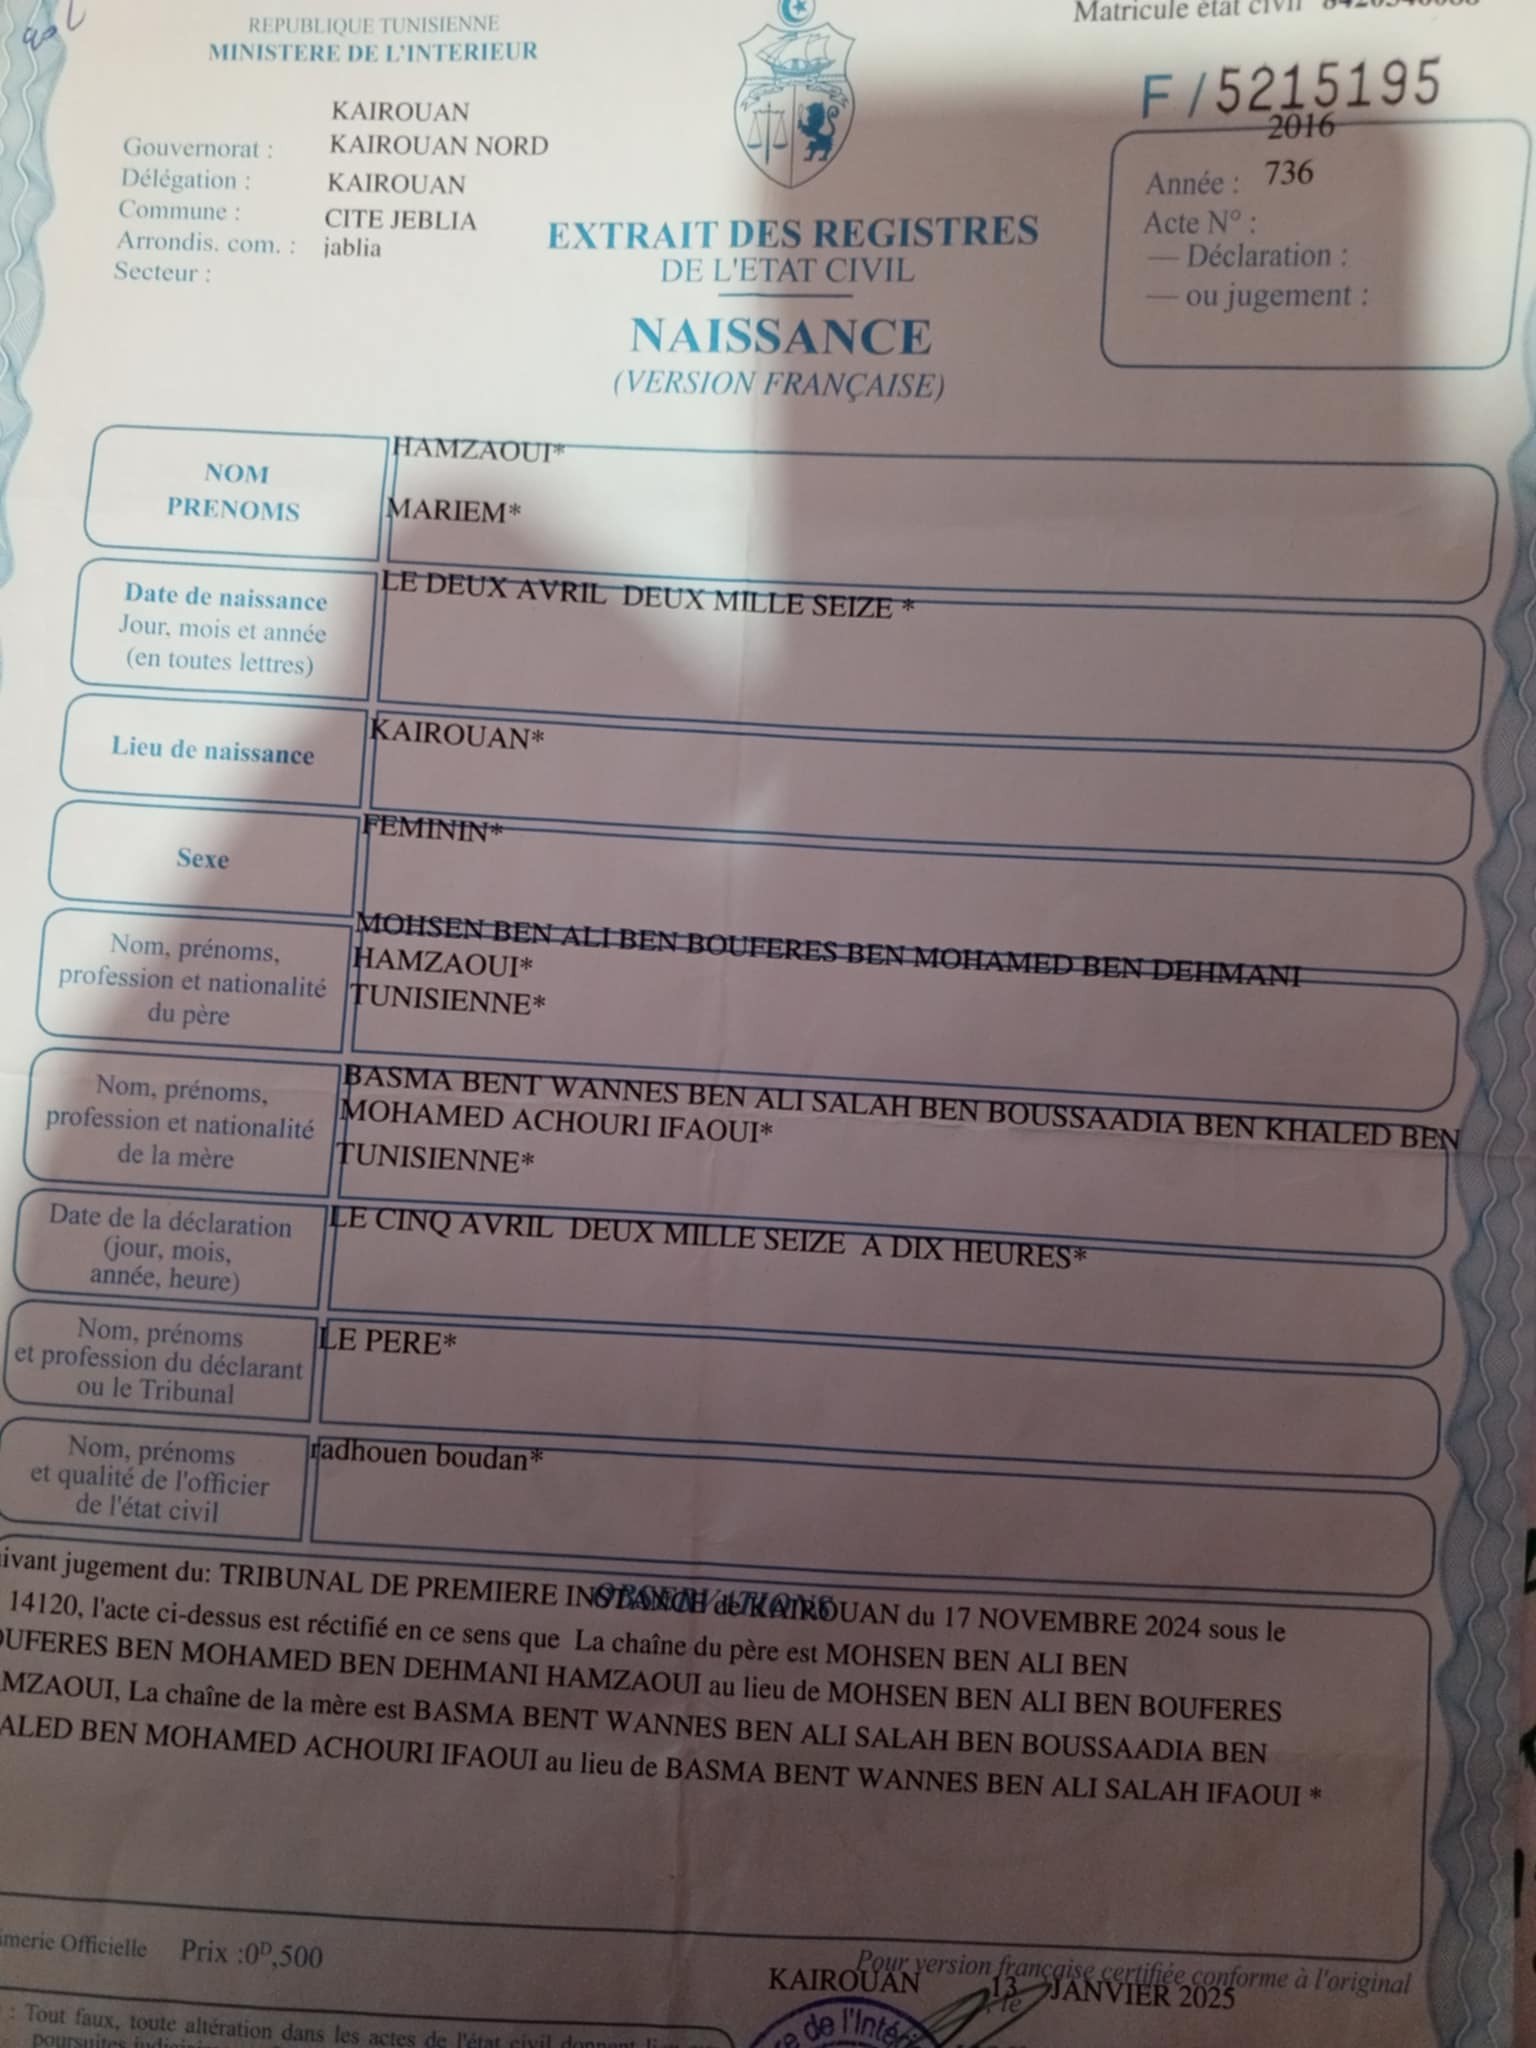 REPUBLIQUE TUNISIENNE
MINISTERE DE L'INTERIEUR
Matricule état civil
F/5215195
KAIROUAN
Gouvernorat : KAIROUAN NORD
Délégation : KAIROUAN
Commune : CITE JEBLIA
Arrondis. com. : jablia
Secteur :
2016
Année : 736
Acte N° :
— Déclaration :
— ou jugement :
EXTRAIT DES REGISTRES
DE L'ETAT CIVIL
NAISSANCE
(VERSION FRANÇAISE)
NOM
PRENOMS
HAMZAOUI*
MARIEM*
Date de naissance
Jour, mois et année
(en toutes lettres)
LE DEUX AVRIL DEUX MILLE SEIZE *
Lieu de naissance
KAIROUAN*
Sexe
FEMININ*
Nom, prénoms,
profession et nationalité
du père
MOHSEN BEN ALI BEN BOUFERES BEN MOHAMED BEN DEHMANI
HAMZAOUI*
TUNISIENNE*
Nom, prénoms,
profession et nationalité
de la mère
BASMA BENT WANNES BEN ALI SALAH BEN BOUSSAADIA BEN KHALED BEN
MOHAMED ACHOURI IFAOUI*
TUNISIENNE*
Date de la déclaration
(jour, mois,
année, heure)
LE CINQ AVRIL DEUX MILLE SEIZE A DIX HEURES*
Nom, prénoms
et profession du déclarant
ou le Tribunal
LE PERE*
Nom, prénoms
et qualité de l'officier
de l'état civil
radhouen boudan*
OBSERVATIONS
ivant jugement du: TRIBUNAL DE PREMIERE INSTANCE de KAIROUAN du 17 NOVEMBRE 2024 sous le
14120, l'acte ci-dessus est réctifié en ce sens que La chaîne du père est MOHSEN BEN ALI BEN
OUFERES BEN MOHAMED BEN DEHMANI HAMZAOUI au lieu de MOHSEN BEN ALI BEN BOUFERES
MZAOUI, La chaîne de la mère est BASMA BENT WANNES BEN ALI SALAH BEN BOUSSAADIA BEN
ALED BEN MOHAMED ACHOURI IFAOUI au lieu de BASMA BENT WANNES BEN ALI SALAH IFAOUI *
imerie Officielle Prix :0ᴰ,500
Pour version française certifiée conforme à l'original
KAIROUAN le 13 JANVIER 2025
de l'Intéri
: Tout faux, toute altération dans les actes de l'état civil donnent
poursuites